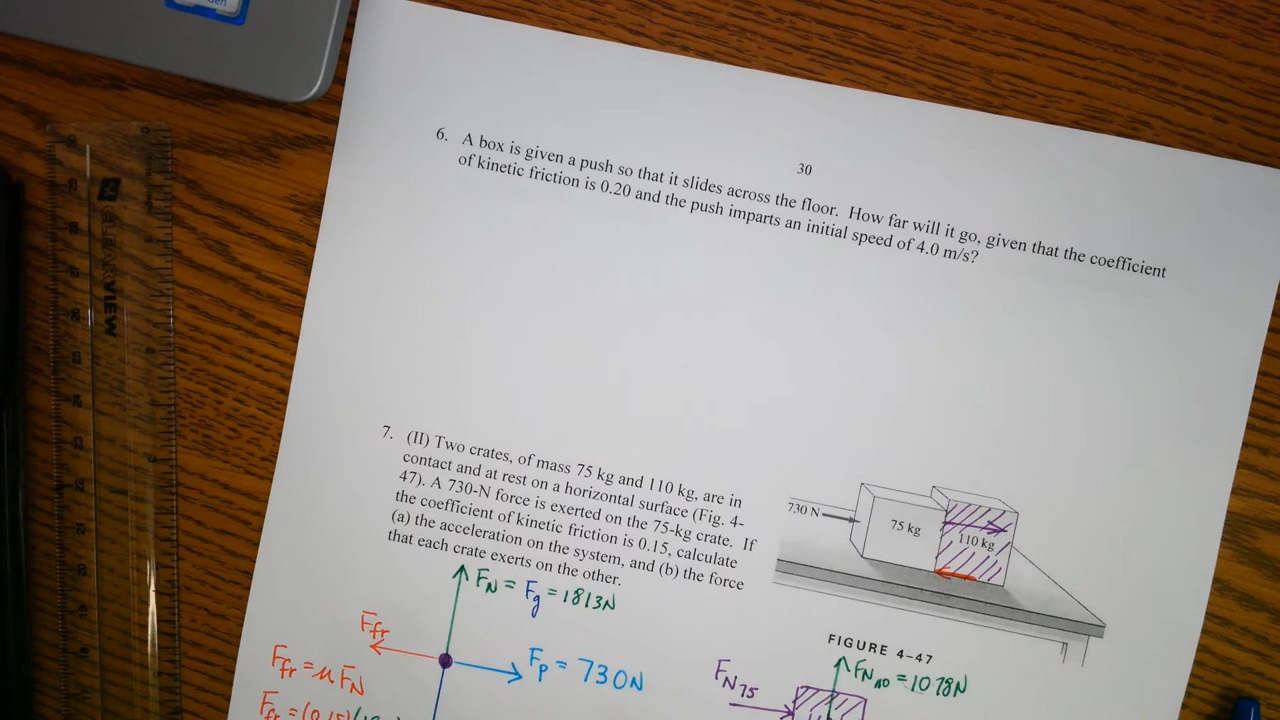 30
6. A box is given a push so that it slides across the floor. How far will it go, given that the coefficient
of kinetic friction is 0.20 and the push imparts an initial speed of 4.0 m/s?
7. (II) Two crates, of mass 75 kg and 110 kg, are in
contact and at rest on a horizontal surface (Fig. 4-
47). A 730-N force is exerted on the 75-kg crate. If
the coefficient of kinetic friction is 0.15, calculate
(a) the acceleration on the system, and (b) the force
that each crate exerts on the other.
730 N
75 kg
110 kg
FIGURE 4–47
FN = Fg = 1813N
Ffr
Fp = 730N
Ffr = μFN
Ffr = (0.15)
FN75
FN110 = 1078N
CLEARVIEW